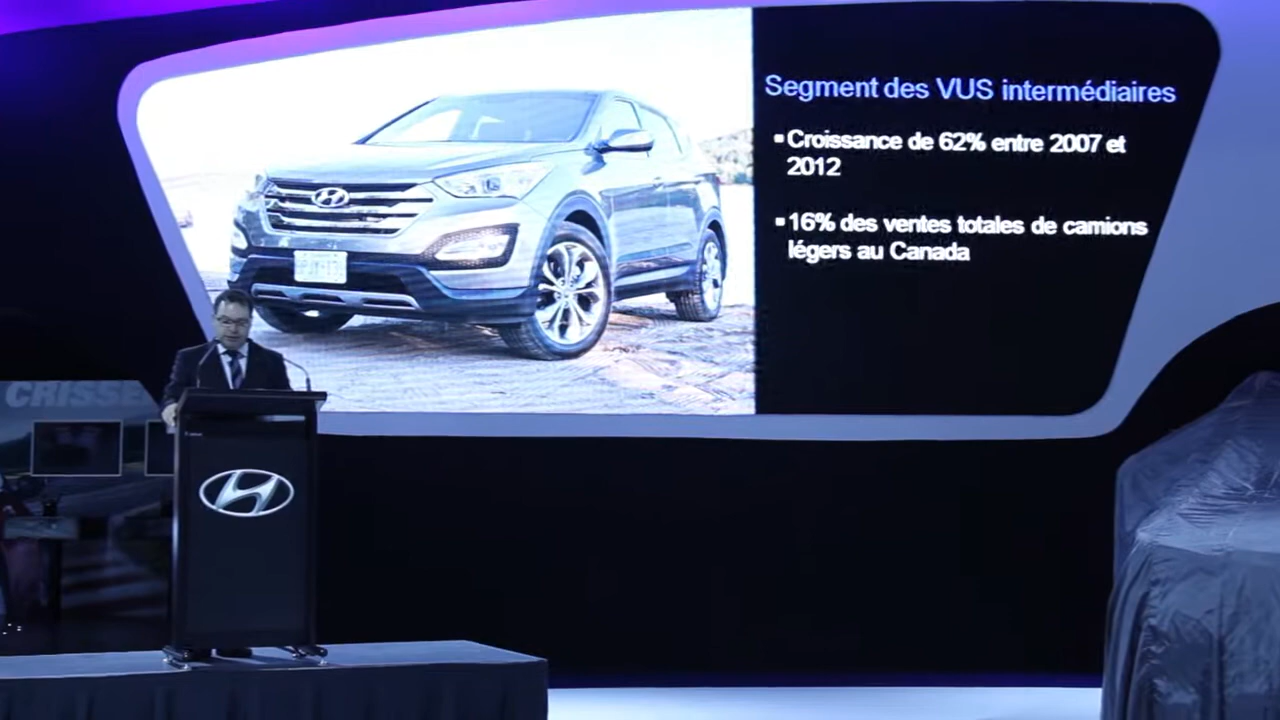 Segment des VUS intermédiaires
▪Croissance de 62% entre 2007 et
2012
▪16% des ventes totales de camions
légers au Canada
CRISSE